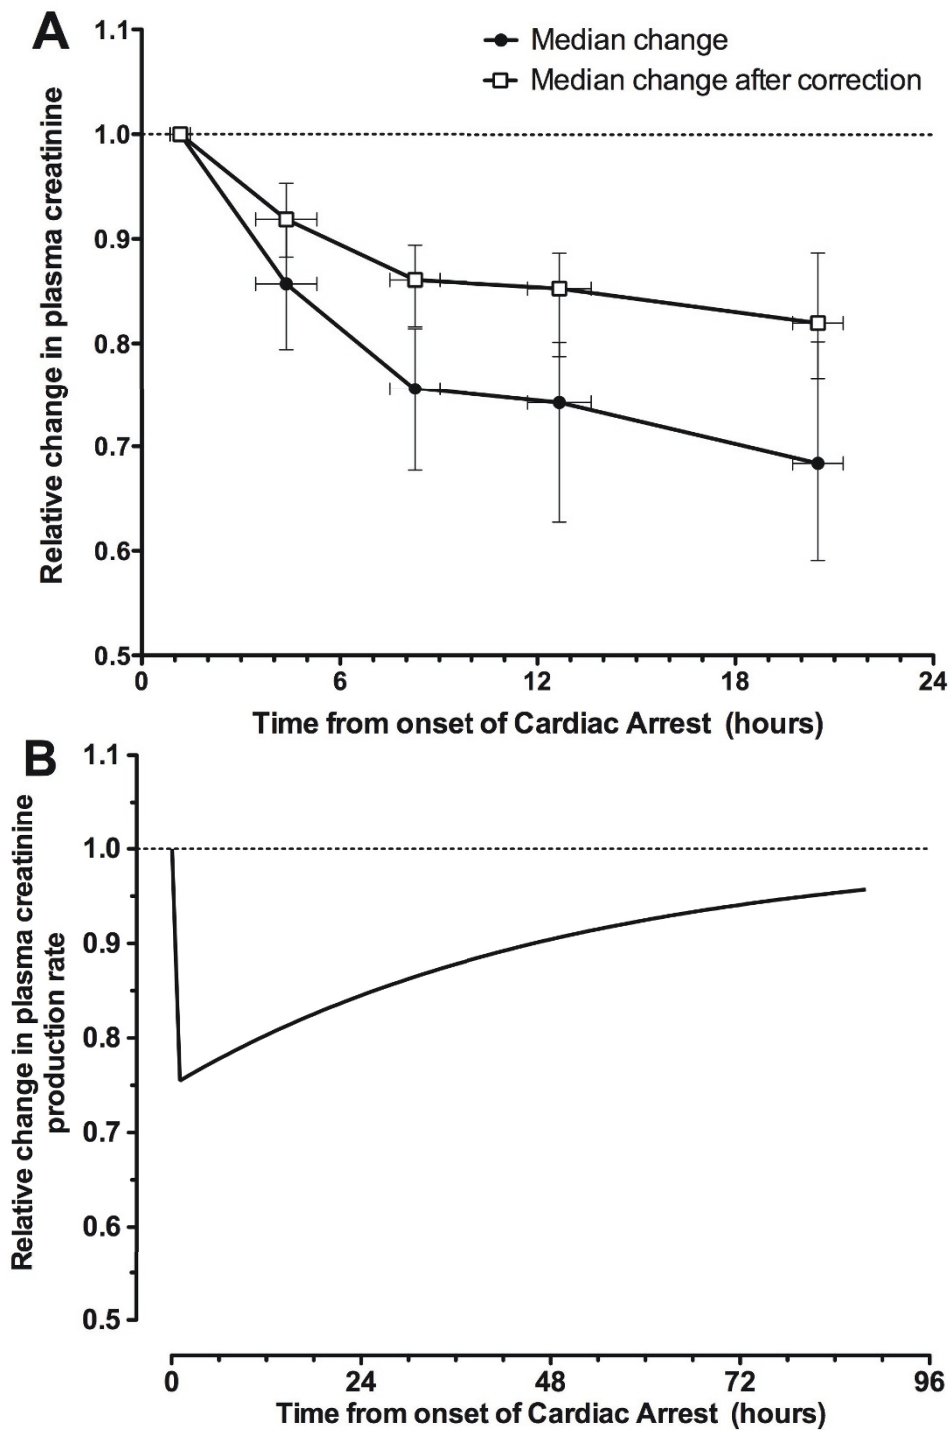 A
Median change
Median change after correction
Relative change in plasma creatinine
1.1
1.0
0.9
0.8
0.7
0.6
0.5
0
6
12
18
24
Time from onset of Cardiac Arrest (hours)
B
Relative change in plasma creatinine
production rate
1.1
1.0
0.9
0.8
0.7
0.6
0.5
0
24
48
72
96
Time from onset of Cardiac Arrest (hours)